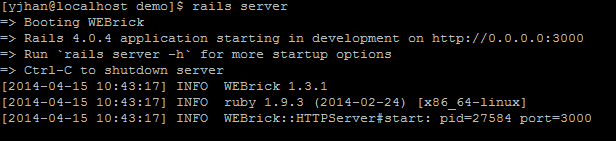 [yjhan@localhost demo]$ rails server
=> Booting WEBrick
=> Rails 4.0.4 application starting in development on http://0.0.0.0:3000
=> Run `rails server -h` for more startup options
=> Ctrl-C to shutdown server
[2014-04-15 10:43:17] INFO  WEBrick 1.3.1
[2014-04-15 10:43:17] INFO  ruby 1.9.3 (2014-02-24) [x86_64-linux]
[2014-04-15 10:43:17] INFO  WEBrick::HTTPServer#start: pid=27584 port=3000